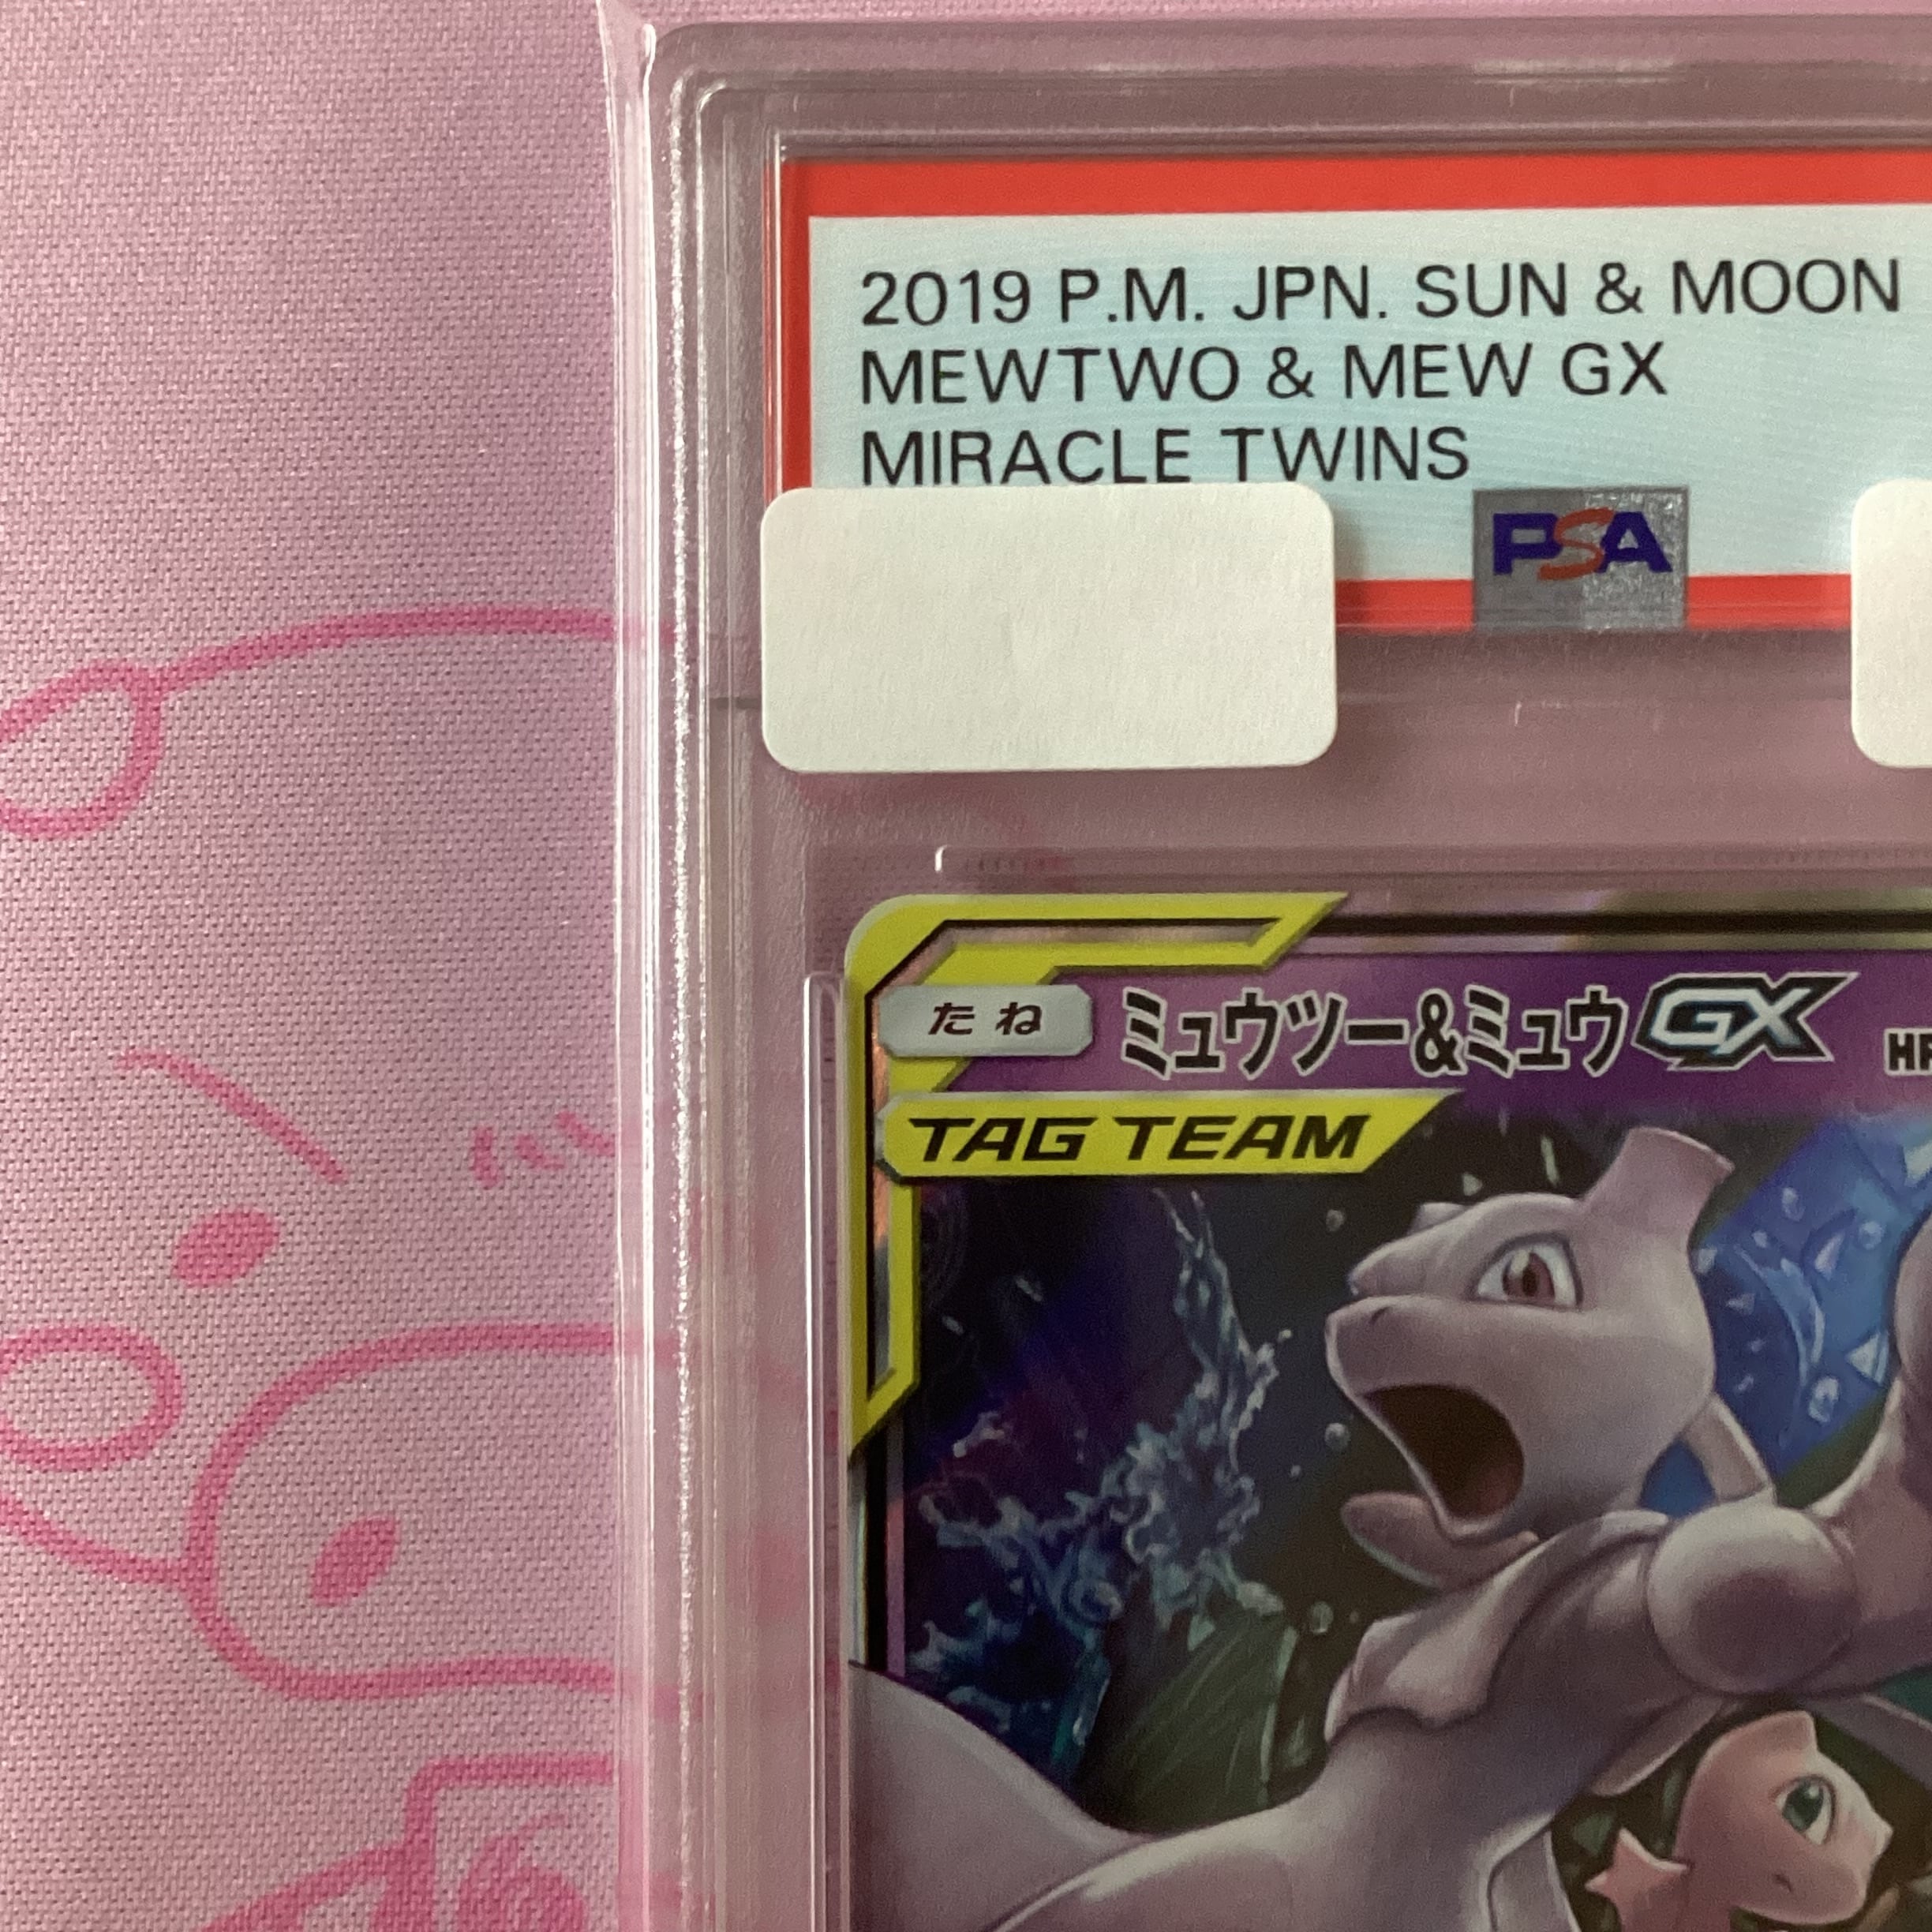 2019 P.M. JPN. SUN & MOON
MEWTWO & MEW GX
MIRACLE TWINS
PSA
たね ミュウツー&ミュウGX
TAG TEAM